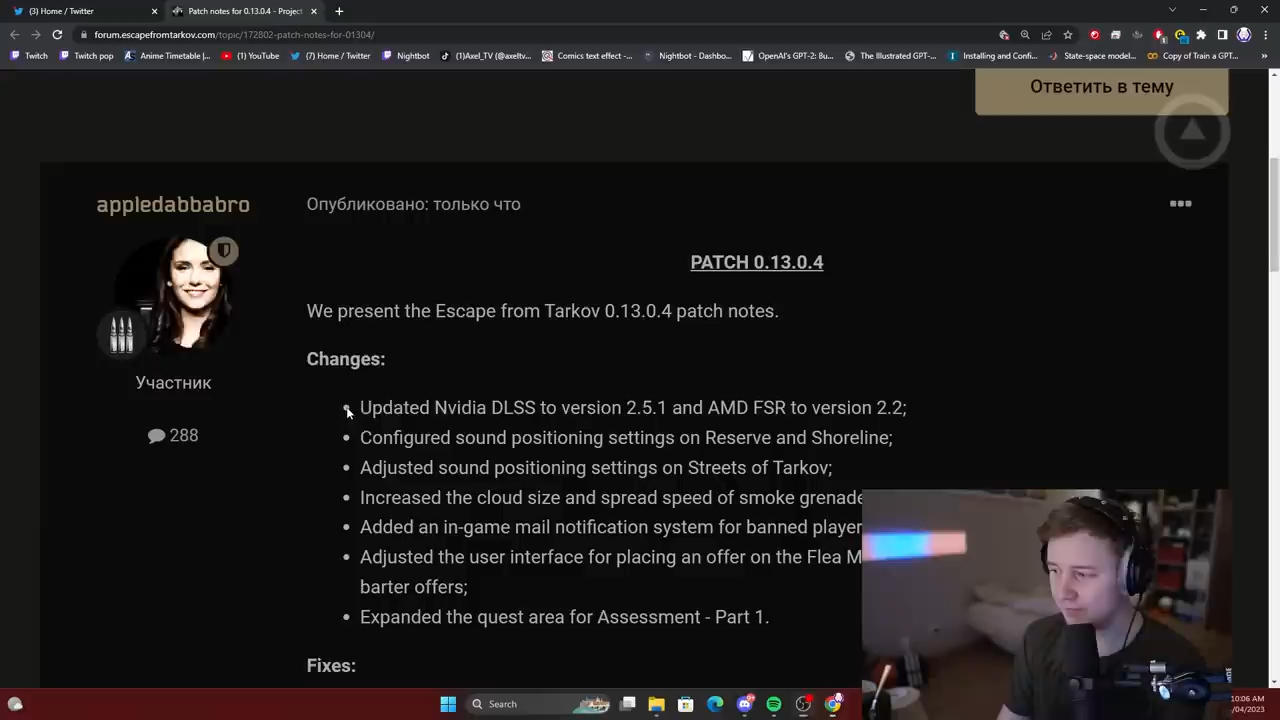 (3) Home / Twitter
Patch notes for 0.13.0.4 - Project
forum.escapefromtarkov.com/topic/172802-patch-notes-for-01304/
Twitch
Twitch pop
Anime Timetable |...
(1) YouTube
(7) Home / Twitter
Nightbot
(1)AxeL TV (@axeltv...
Comics text effect -...
Nightbot - Dashbo...
OpenAI's GPT-2: Bu...
The Illustrated GPT-...
Installing and Confi...
State-space model...
Copy of Train a GPT...
Ответить в тему
appledabbabro
Опубликовано: только что
PATCH 0.13.0.4
We present the Escape from Tarkov 0.13.0.4 patch notes.
Changes:
Участник
288
Updated Nvidia DLSS to version 2.5.1 and AMD FSR to version 2.2;
Configured sound positioning settings on Reserve and Shoreline;
Adjusted sound positioning settings on Streets of Tarkov;
Increased the cloud size and spread speed of smoke grenade
Added an in-game mail notification system for banned player
Adjusted the user interface for placing an offer on the Flea M
barter offers;
Expanded the quest area for Assessment - Part 1.
Fixes:
Search
10:06 AM
/04/2023